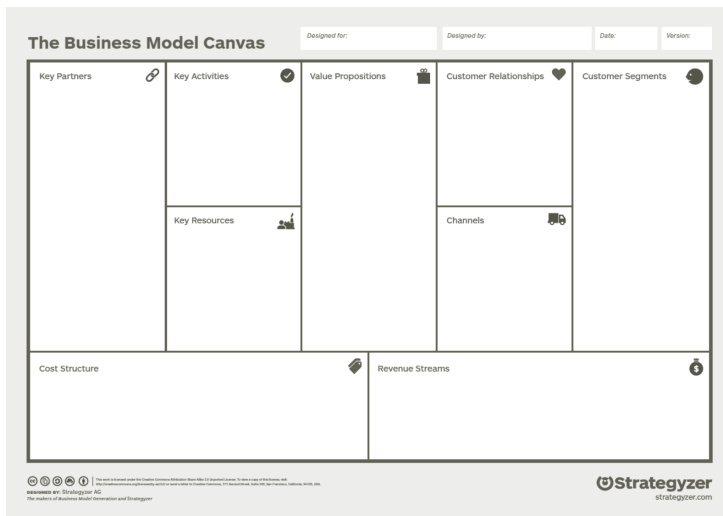 The Business Model Canvas
Designed for:
Designed by:
Date:
Version:
Key Partners
Key Activities
Value Propositions
Customer Relationships
Customer Segments
Key Resources
Channels
Cost Structure
Revenue Streams
DESIGNED BY: Strategyzer AG
The makers of Business Model Generation and Strategyzer
Strategyzer
strategyzer.com